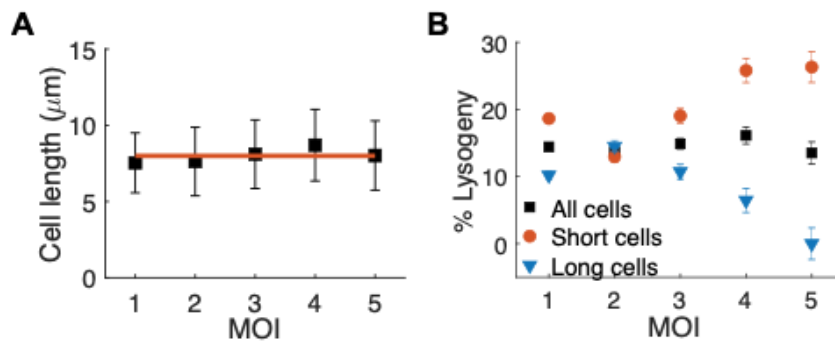 A
Cell length (μm)
15
10
5
0
1 2 3 4 5
MOI
B
% Lysogeny
30
20
10
0
All cells
Short cells
Long cells
1 2 3 4 5
MOI